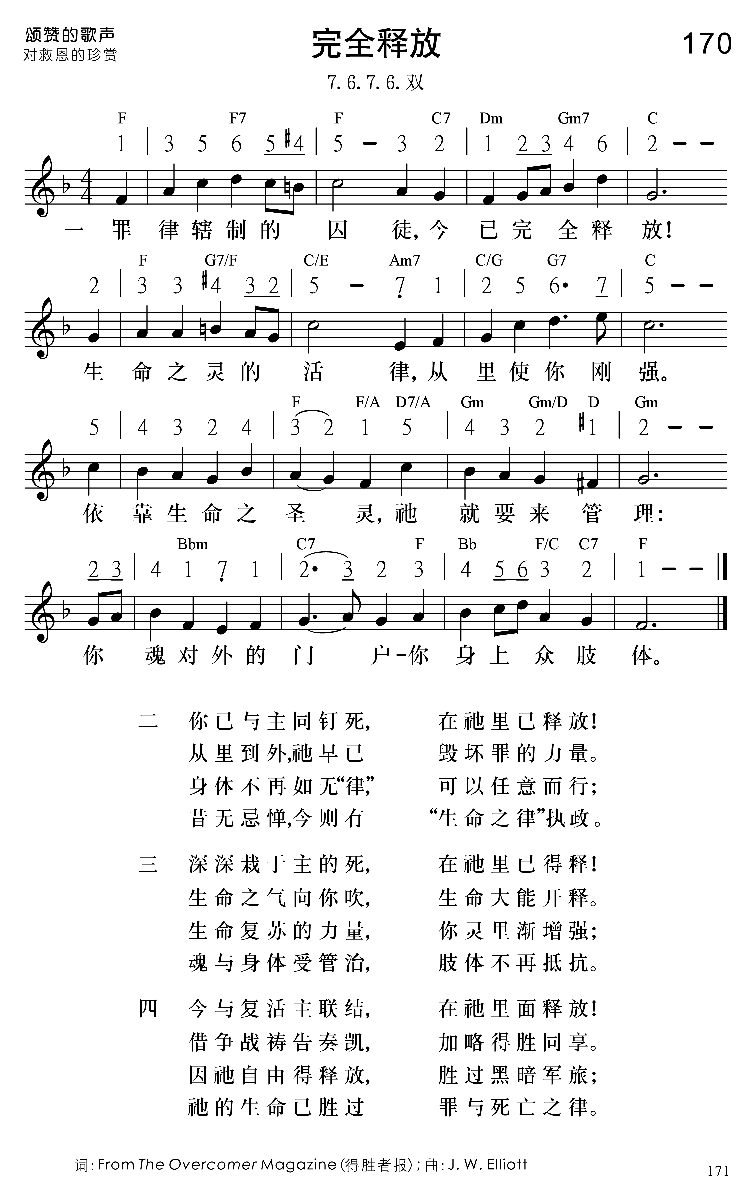 颂赞的歌声
对救恩的珍赏
完全释放
170
7. 6. 7. 6. 双
F F7 F C7 Dm Gm7 C
1 | 3 5 6 5 #4 | 5 – 3 2 | 1 2 3 4 6 | 2 – –
一 罪 律 辖 制 的 囚 徒, 今 已 完 全 释 放!
F G7/F C/E Am7 C/G G7 C
2 | 3 3 #4 3 2 | 5 – 7 1 | 2 5 6• 7 | 5 – –
生 命 之 灵 的 活 律, 从 里 使 你 刚 强。
F F/A D7/A Gm Gm/D D Gm
5 | 4 3 2 4 | 3 2 1 5 | 4 3 2 #1 | 2 – –
依 靠 生 命 之 圣 灵, 祂 就 要 来 管 理:
Bbm C7 F Bb F/C C7 F
2 3 | 4 1 7 1 | 2• 3 2 3 | 4 5 6 3 2 | 1 – –
你 魂 对 外 的 门 户-你 身 上 众 肢 体。
二 你已与主同钉死, 在祂里已释放!
从里到外,祂早已 毁坏罪的力量。
身体不再如无“律,” 可以任意而行;
昔无忌惮,今则有 “生命之律”执政。
三 深深栽于主的死, 在祂里已得释!
生命之气向你吹, 生命大能开释。
生命复苏的力量, 你灵里渐增强;
魂与身体受管治, 肢体不再抵抗。
四 今与复活主联结, 在祂里面释放!
借争战祷告奏凯, 加略得胜同享。
因祂自由得释放, 胜过黑暗军旅;
祂的生命已胜过 罪与死亡之律。
词: From The Overcomer Magazine (得胜者报) ; 曲: J. W. Elliott
171